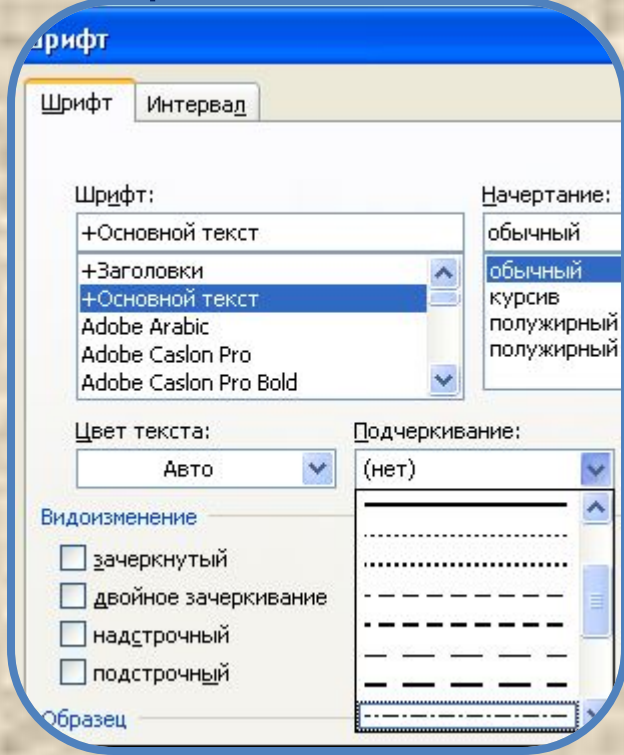 Шрифт
Шрифт Интервал
Шрифт: Начертание:
+Основной текст обычный
+Заголовки обычный
+Основной текст курсив
Adobe Arabic полужирный
Adobe Caslon Pro полужирный
Adobe Caslon Pro Bold
Цвет текста: Подчеркивание:
Авто (нет)
Видоизменение
зачеркнутый
двойное зачеркивание
надстрочный
подстрочный
Образец